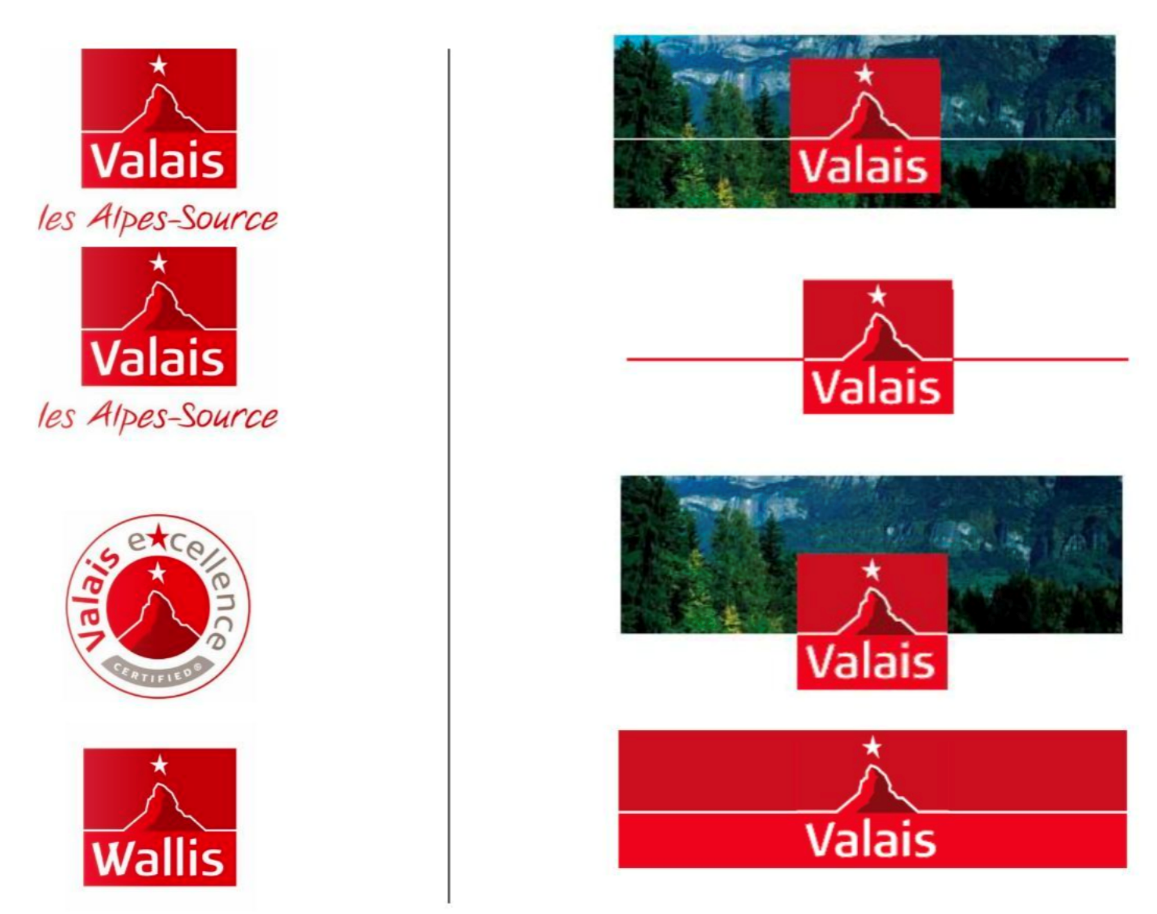 Valais
les Alpes-Source
Valais
les Alpes-Source
Valais excellence
CERTIFIED®
Wallis
Valais
Valais
Valais
Valais